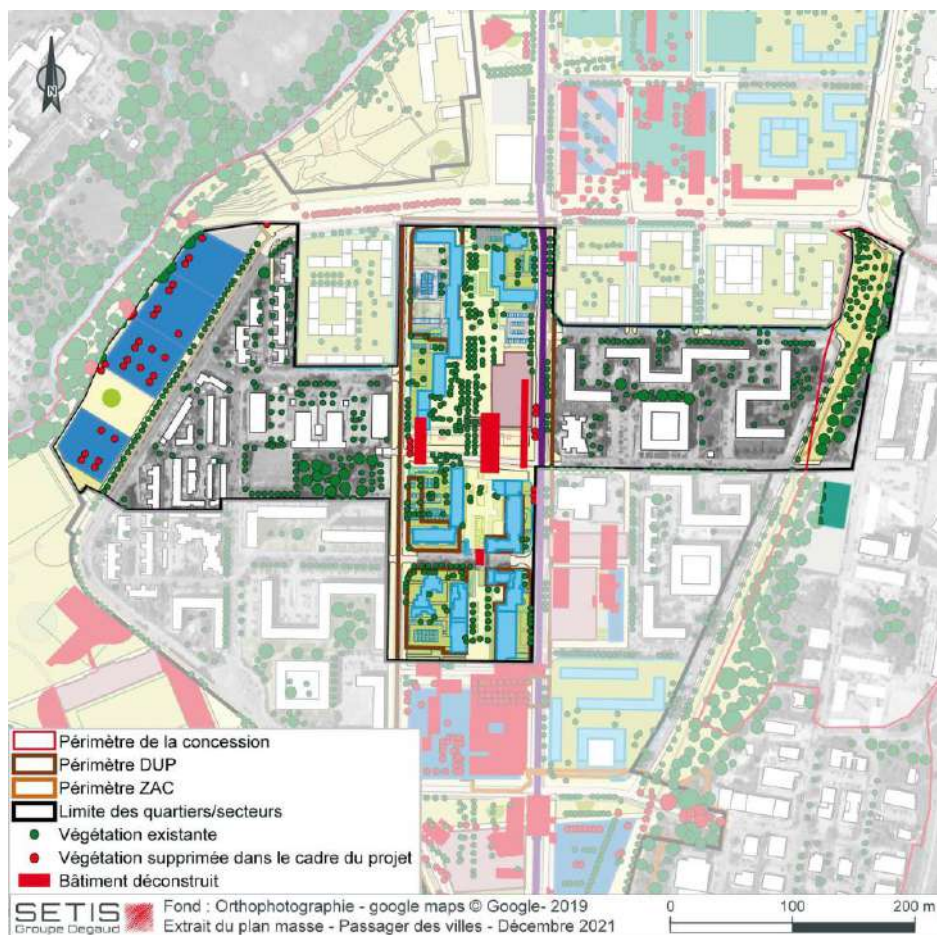 N
Périmètre de la concession
Périmètre DUP
Périmètre ZAC
Limite des quartiers/secteurs
Végétation existante
Végétation supprimée dans le cadre du projet
Bâtiment déconstruit
SETIS
Groupe Degaud
Fond : Orthophotographie - google maps © Google- 2019
Extrait du plan masse - Passager des villes - Décembre 2021
0 100 200 m